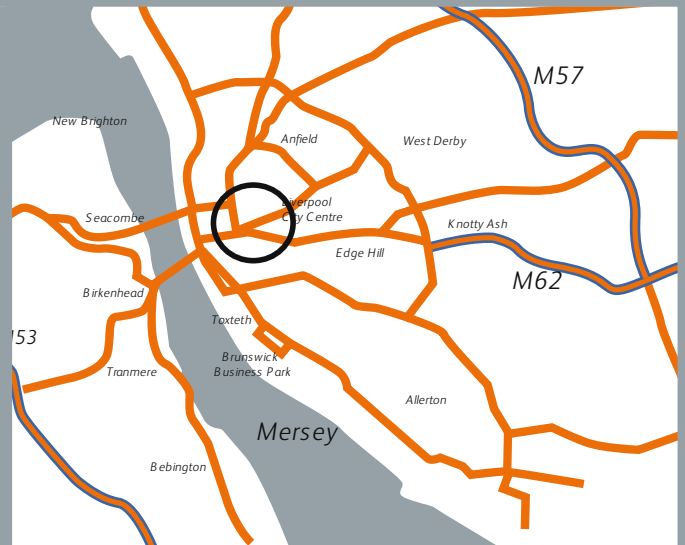 M57
New Brighton
Anfield
West Derby
Liverpool
City Centre
Seacombe
Knotty Ash
Edge Hill
M62
Birkenhead
Toxteth
53
Brunswick
Business Park
Tranmere
Allerton
Mersey
Bebington